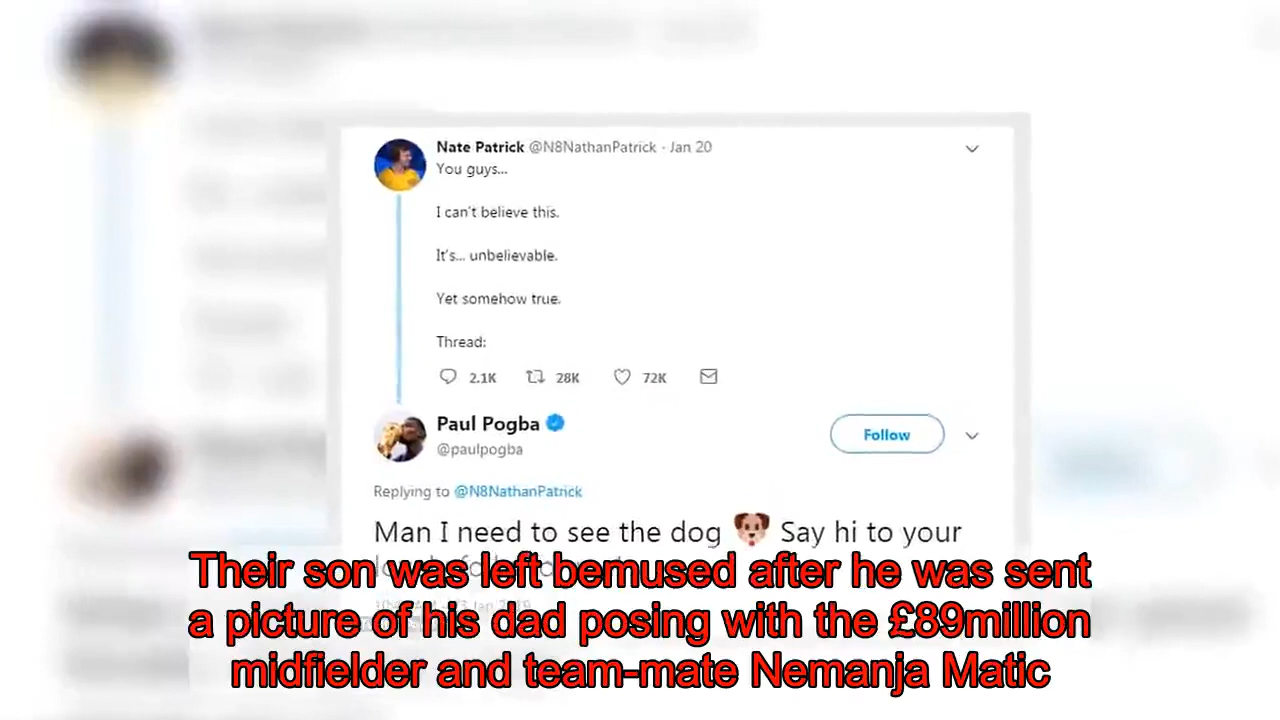 Nate Patrick @N8NathanPatrick · Jan 20
You guys...
I can't believe this.
It's... unbelievable.
Yet somehow true.
Thread:
2.1K 28K 72K
Paul Pogba
@paulpogba
Follow
Replying to @N8NathanPatrick
Man I need to see the dog 🐶 Say hi to your
Their son was left bemused after he was sent
a picture of his dad posing with the £89million
midfielder and team-mate Nemanja Matic